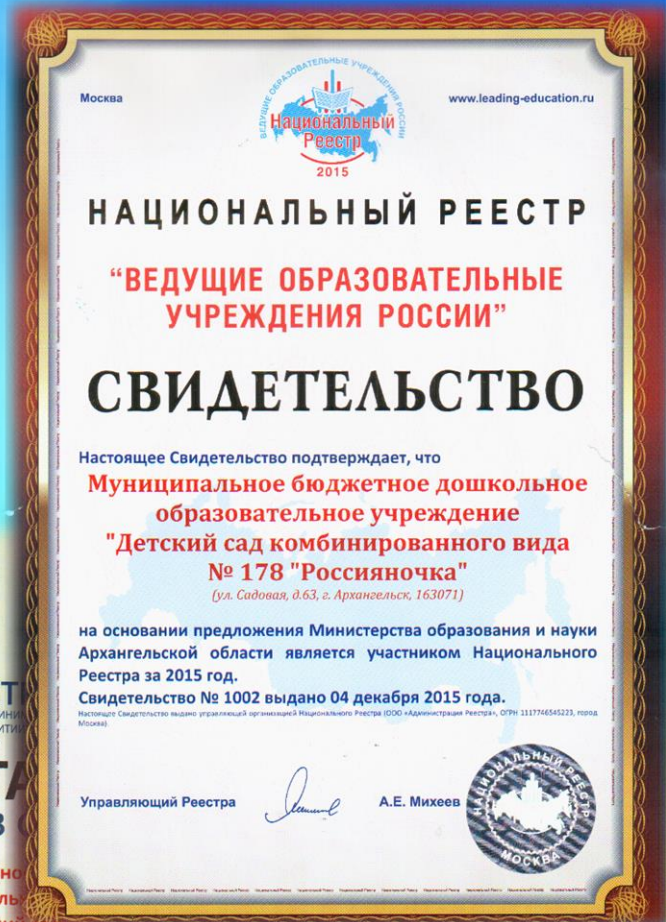 Москва
www.leading-education.ru
ВЕДУЩИЕ ОБРАЗОВАТЕЛЬНЫЕ УЧРЕЖДЕНИЯ РОССИИ
Национальный
Реестр
2015
НАЦИОНАЛЬНЫЙ РЕЕСТР
“ВЕДУЩИЕ ОБРАЗОВАТЕЛЬНЫЕ
УЧРЕЖДЕНИЯ РОССИИ”
СВИДЕТЕЛЬСТВО
Настоящее Свидетельство подтверждает, что
Муниципальное бюджетное дошкольное
образовательное учреждение
"Детский сад комбинированного вида
№ 178 "Россияночка"
(ул. Садовая, д.63, г. Архангельск, 163071)
на основании предложения Министерства образования и науки
Архангельской области является участником Национального
Реестра за 2015 год.
Свидетельство № 1002 выдано 04 декабря 2015 года.
Настоящее Свидетельство выдано управляющей организацией Национального Реестра (ООО «Администрация Реестра», ОГРН 1117746545223, город
Москва).
Управляющий Реестра
А.Е. Михеев
НАЦИОНАЛЬНЫЙ РЕЕСТР
МОСКВА